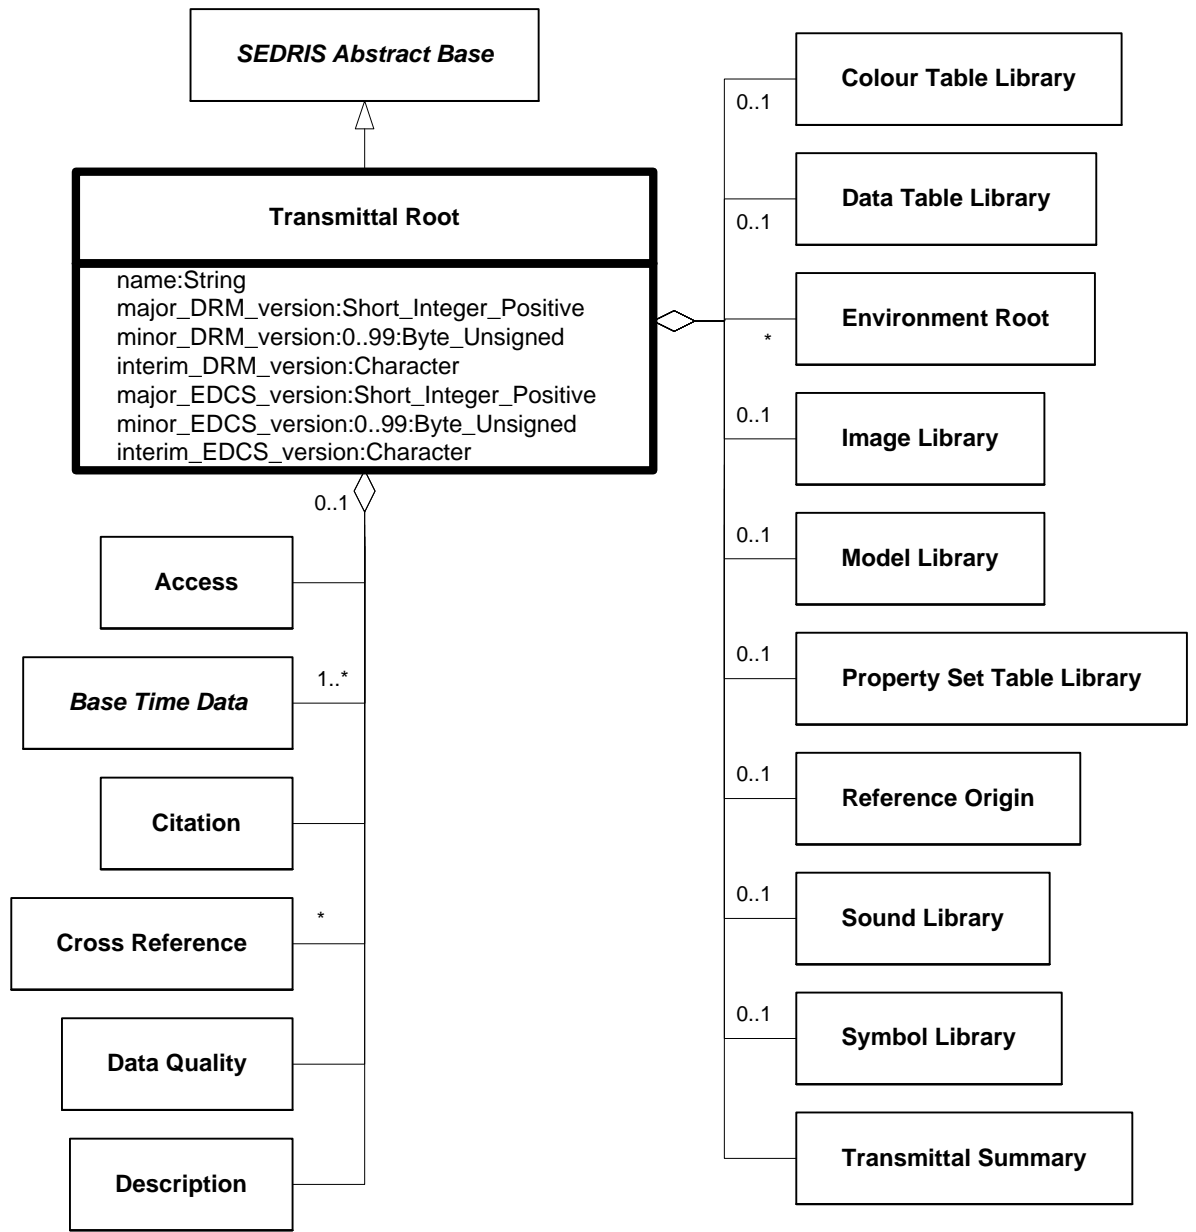 SEDRIS Abstract Base
Transmittal Root
name:String
major_DRM_version:Short_Integer_Positive
minor_DRM_version:0..99:Byte_Unsigned
interim_DRM_version:Character
major_EDCS_version:Short_Integer_Positive
minor_EDCS_version:0..99:Byte_Unsigned
interim_EDCS_version:Character
0..1
Access
1..*
Base Time Data
Citation
*
Cross Reference
Data Quality
Description
Colour Table Library
0..1
Data Table Library
0..1
Environment Root
*
0..1
Image Library
0..1
Model Library
0..1
Property Set Table Library
0..1
Reference Origin
0..1
Sound Library
0..1
Symbol Library
Transmittal Summary